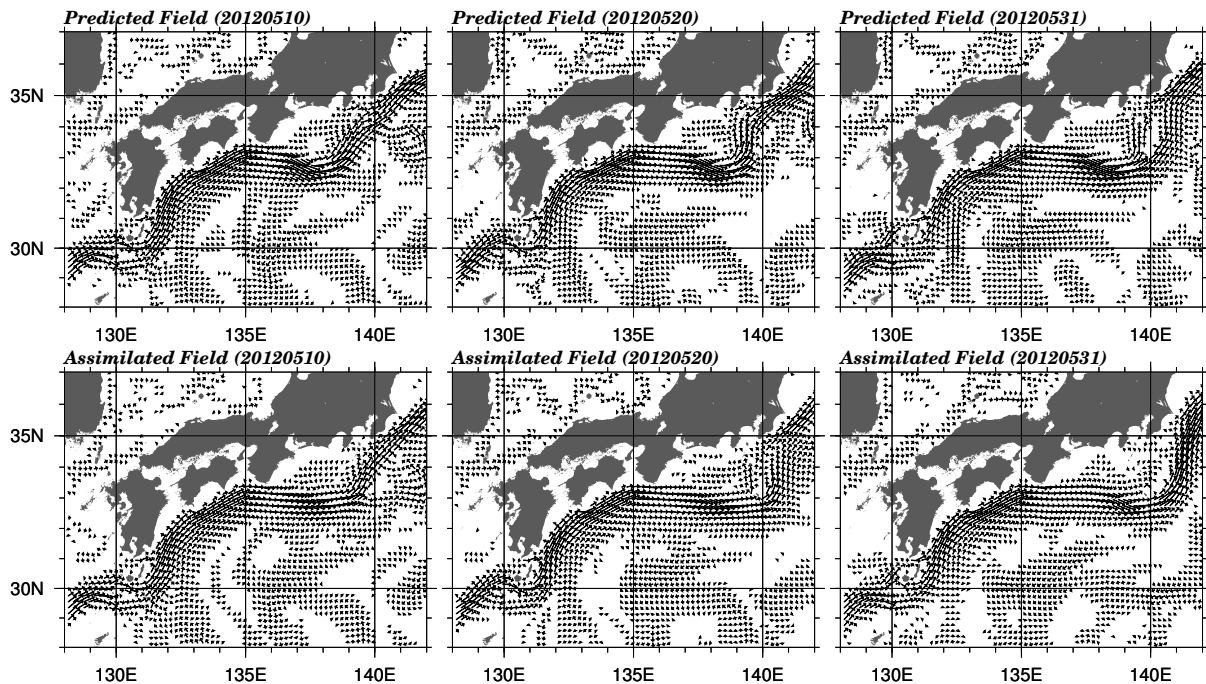 Predicted Field (20120510)
Predicted Field (20120520)
Predicted Field (20120531)
35N
30N
130E 135E 140E
130E 135E 140E
130E 135E 140E
Assimilated Field (20120510)
Assimilated Field (20120520)
Assimilated Field (20120531)
35N
30N
130E 135E 140E
130E 135E 140E
130E 135E 140E